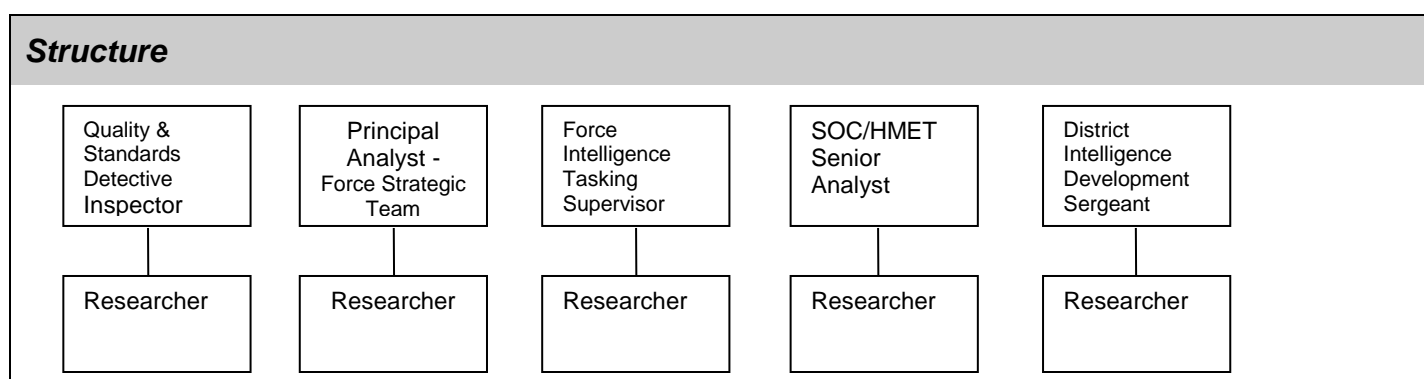 Structure
Quality &
Standards
Detective
Inspector
Principal
Analyst -
Force Strategic
Team
Force
Intelligence
Tasking
Supervisor
SOC/HMET
Senior
Analyst
District
Intelligence
Development
Sergeant
Researcher
Researcher
Researcher
Researcher
Researcher